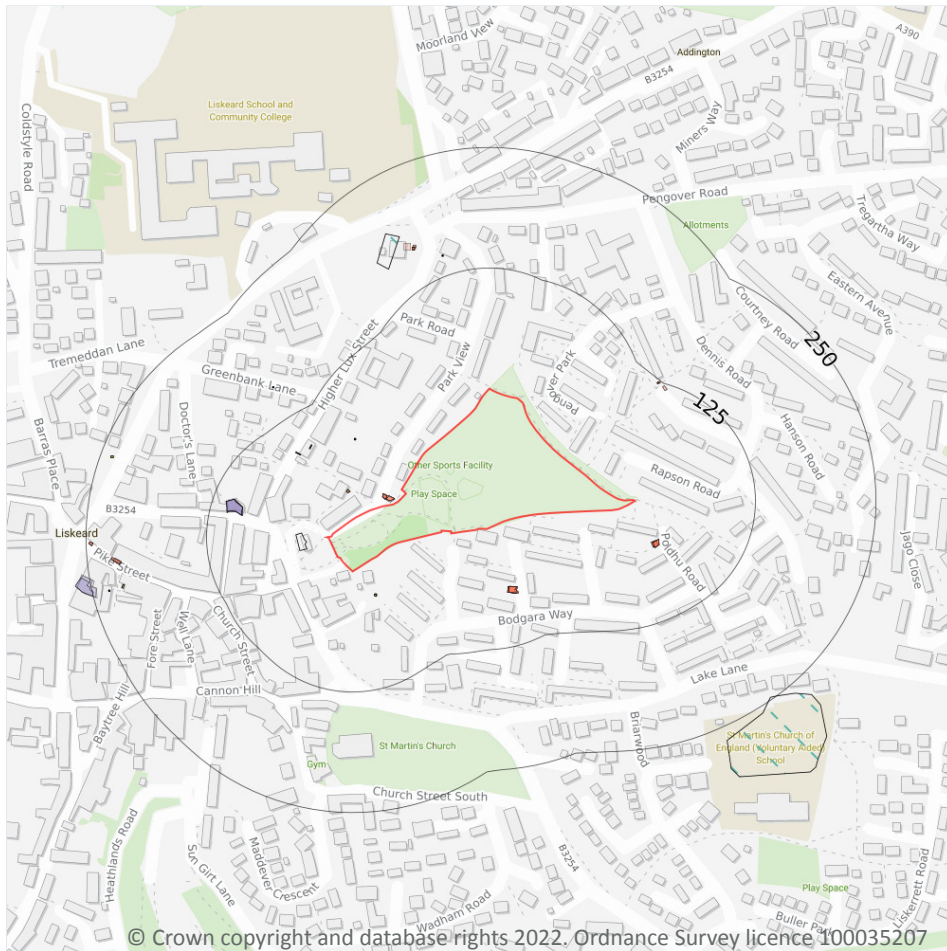 Moorland View
A390
Addington
B3254
Liskeard School and
Community College
Coldstyle Road
Miners Way
Pengover Road
Allotments
Tregartha Way
Eastern Avenue
Courtney Road
250
Park Road
Higher Lux Street
Park View
Tremeddan Lane
Greenbank Lane
Dennis Road
125
Doctor's Lane
Barras Place
Hanson Road
Other Sports Facility
Play Space
Rapson Road
B3254
Liskeard
Jago Close
Poldhu Road
Pike Street
Fore Street
Well Lane
Church Street
Bodgara Way
Lake Lane
Cannon Hill
Baytree Hill
Briarwood
St Martin's Church
St Martin's Church of
England (Voluntary Aided)
School
Gym
Church Street South
Heathlands Road
Sun Girt Lane
Maddever Crescent
B3254
Play Space
Liskerrett Road
Wadham Road
© Crown copyright and database rights 2022. Ordnance Survey licence 100035207